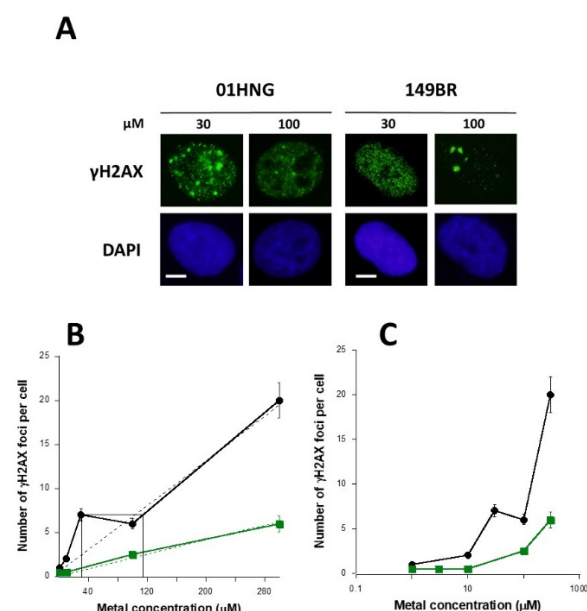 A
01HNG 149BR
μM 30 100 30 100
γH2AX
DAPI
B
C
Number of γH2AX foci per cell
25
20
15
10
5
0
40 120 200 280
Metal concentration (μM)
Number of γH2AX foci per cell
25
20
15
10
5
0
0.1 10 1000
Metal concentration (μM)